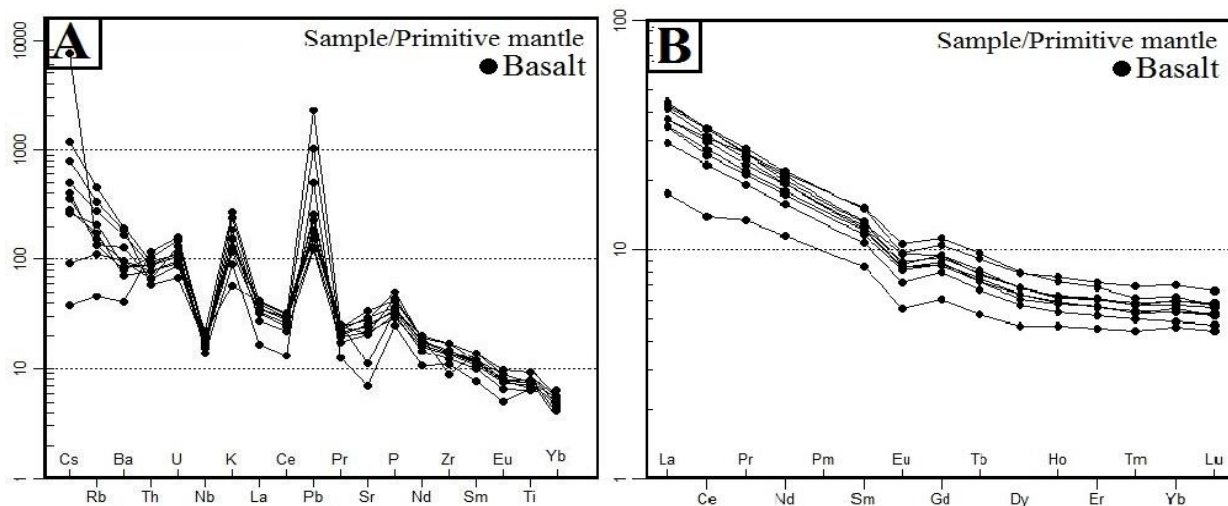 A
Sample/Primitive mantle
Basalt
10000
1000
100
10
1
Cs Ba U K Ce Pr P Zr Eu Yb
Rb Th Nb La Pb Sr Nd Sm Ti
B
Sample/Primitive mantle
Basalt
100
10
1
La Pr Pm Eu Tb Ho Tm Lu
Ce Nd Sm Gd Dy Er Yb